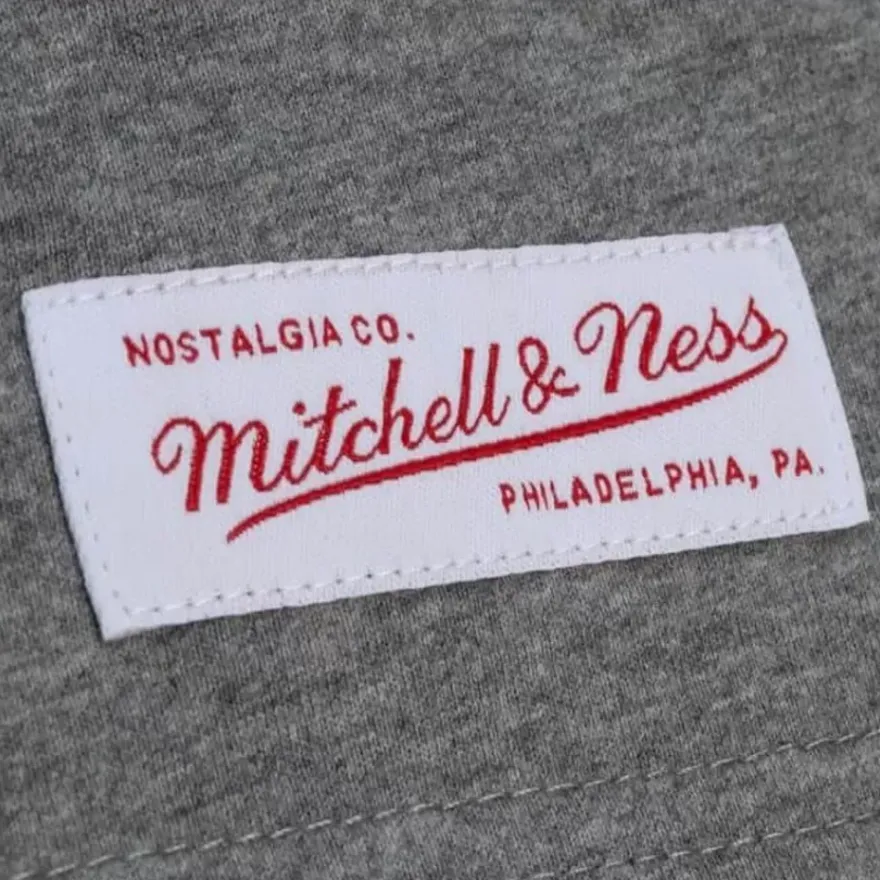 NOSTALGIA CO.
Mitchell & Ness
PHILADELPHIA, PA.